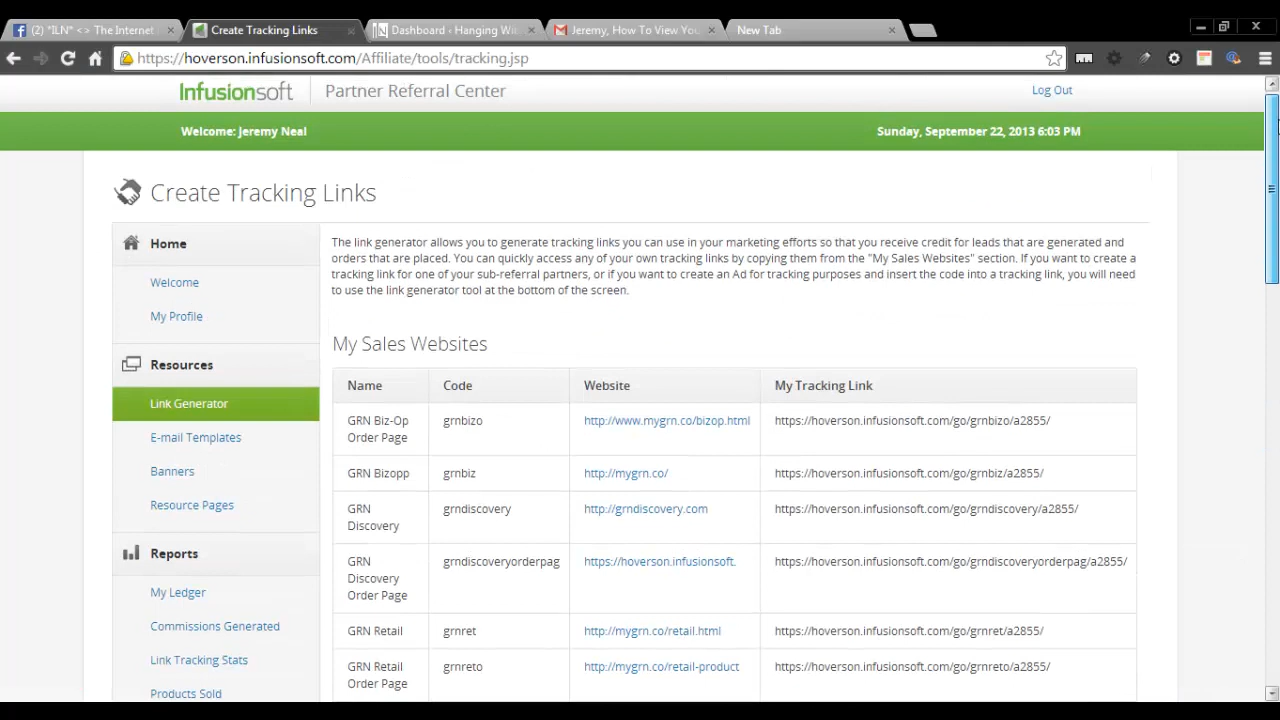 (2) *ILN* <> The Internet
Create Tracking Links
Dashboard ‹ Hanging Wit
Jeremy, How To View You
New Tab
https://hoverson.infusionsoft.com/Affiliate/tools/tracking.jsp
Infusionsoft
Partner Referral Center
Log Out
Welcome: Jeremy Neal
Sunday, September 22, 2013 6:03 PM
Create Tracking Links
Home
Welcome
My Profile
Resources
Link Generator
E-mail Templates
Banners
Resource Pages
Reports
My Ledger
Commissions Generated
Link Tracking Stats
Products Sold
The link generator allows you to generate tracking links you can use in your marketing efforts so that you receive credit for leads that are generated and
orders that are placed. You can quickly access any of your own tracking links by copying them from the "My Sales Websites" section. If you want to create a
tracking link for one of your sub-referral partners, or if you want to create an Ad for tracking purposes and insert the code into a tracking link, you will need
to use the link generator tool at the bottom of the screen.
My Sales Websites
Name Code Website My Tracking Link
GRN Biz-Op grnbizo http://www.mygrn.co/bizop.html https://hoverson.infusionsoft.com/go/grnbizo/a2855/
Order Page
GRN Bizopp grnbiz http://mygrn.co/ https://hoverson.infusionsoft.com/go/grnbiz/a2855/
GRN grndiscovery http://grndiscovery.com https://hoverson.infusionsoft.com/go/grndiscovery/a2855/
Discovery
GRN grndiscoveryorderpag https://hoverson.infusionsoft. https://hoverson.infusionsoft.com/go/grndiscoveryorderpag/a2855/
Discovery
Order Page
GRN Retail grnret http://mygrn.co/retail.html https://hoverson.infusionsoft.com/go/grnret/a2855/
GRN Retail grnreto http://mygrn.co/retail-product https://hoverson.infusionsoft.com/go/grnreto/a2855/
Order Page